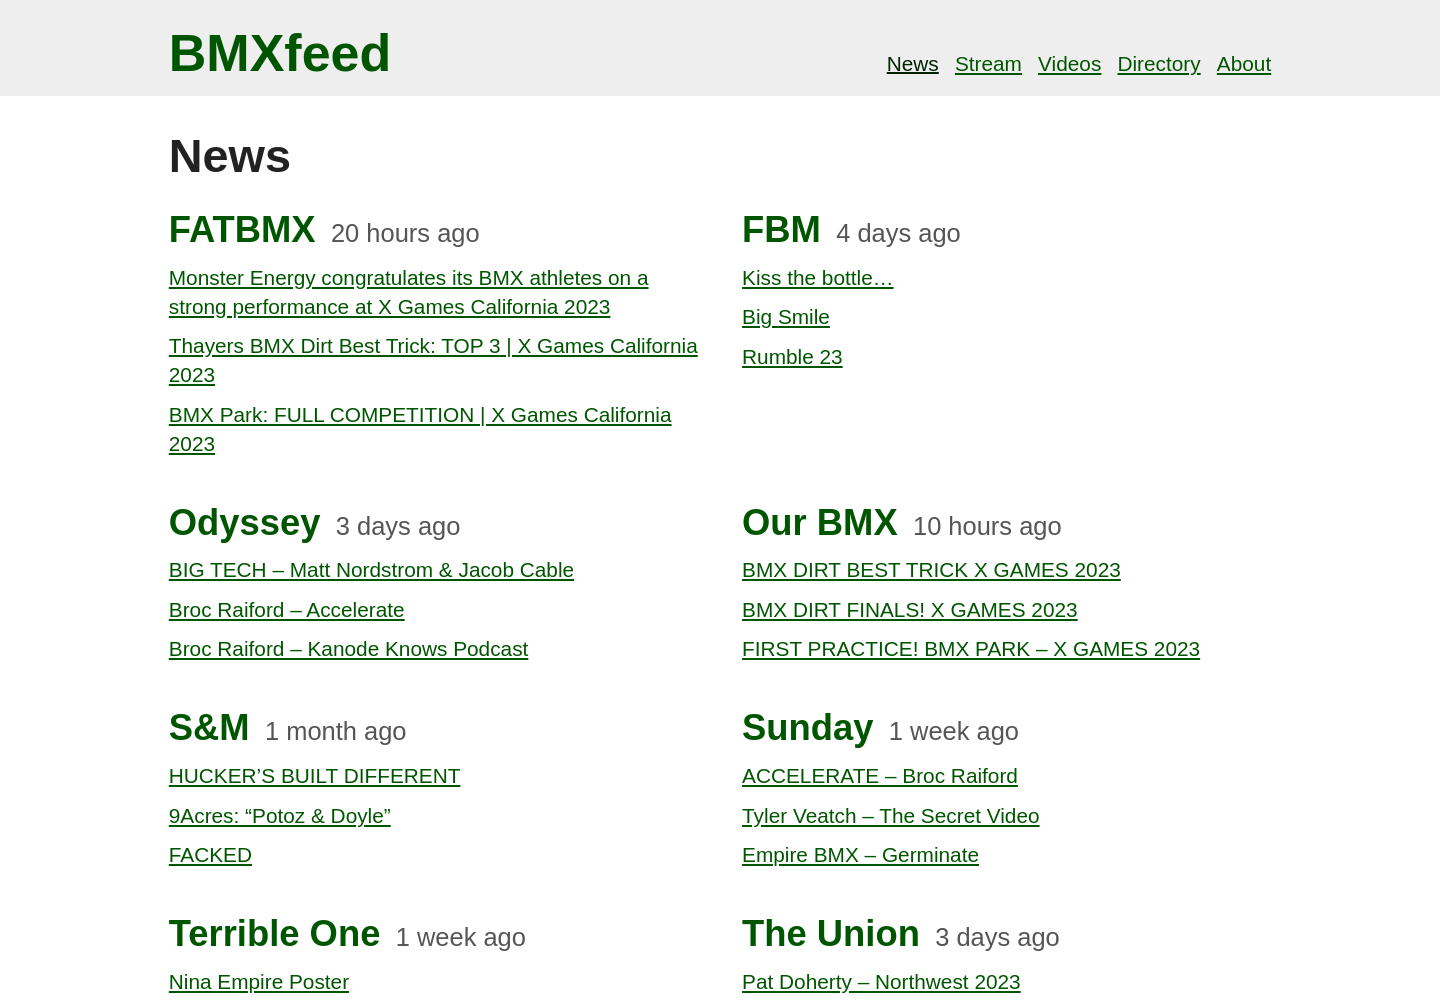 BMXfeed
News Stream Videos Directory About
News
FATBMX 20 hours ago
Monster Energy congratulates its BMX athletes on a
strong performance at X Games California 2023
Thayers BMX Dirt Best Trick: TOP 3 | X Games California
2023
BMX Park: FULL COMPETITION | X Games California
2023
FBM 4 days ago
Kiss the bottle…
Big Smile
Rumble 23
Odyssey 3 days ago
BIG TECH – Matt Nordstrom & Jacob Cable
Broc Raiford – Accelerate
Broc Raiford – Kanode Knows Podcast
Our BMX 10 hours ago
BMX DIRT BEST TRICK X GAMES 2023
BMX DIRT FINALS! X GAMES 2023
FIRST PRACTICE! BMX PARK – X GAMES 2023
S&M 1 month ago
HUCKER’S BUILT DIFFERENT
9Acres: “Potoz & Doyle”
FACKED
Sunday 1 week ago
ACCELERATE – Broc Raiford
Tyler Veatch – The Secret Video
Empire BMX – Germinate
Terrible One 1 week ago
Nina Empire Poster
The Union 3 days ago
Pat Doherty – Northwest 2023